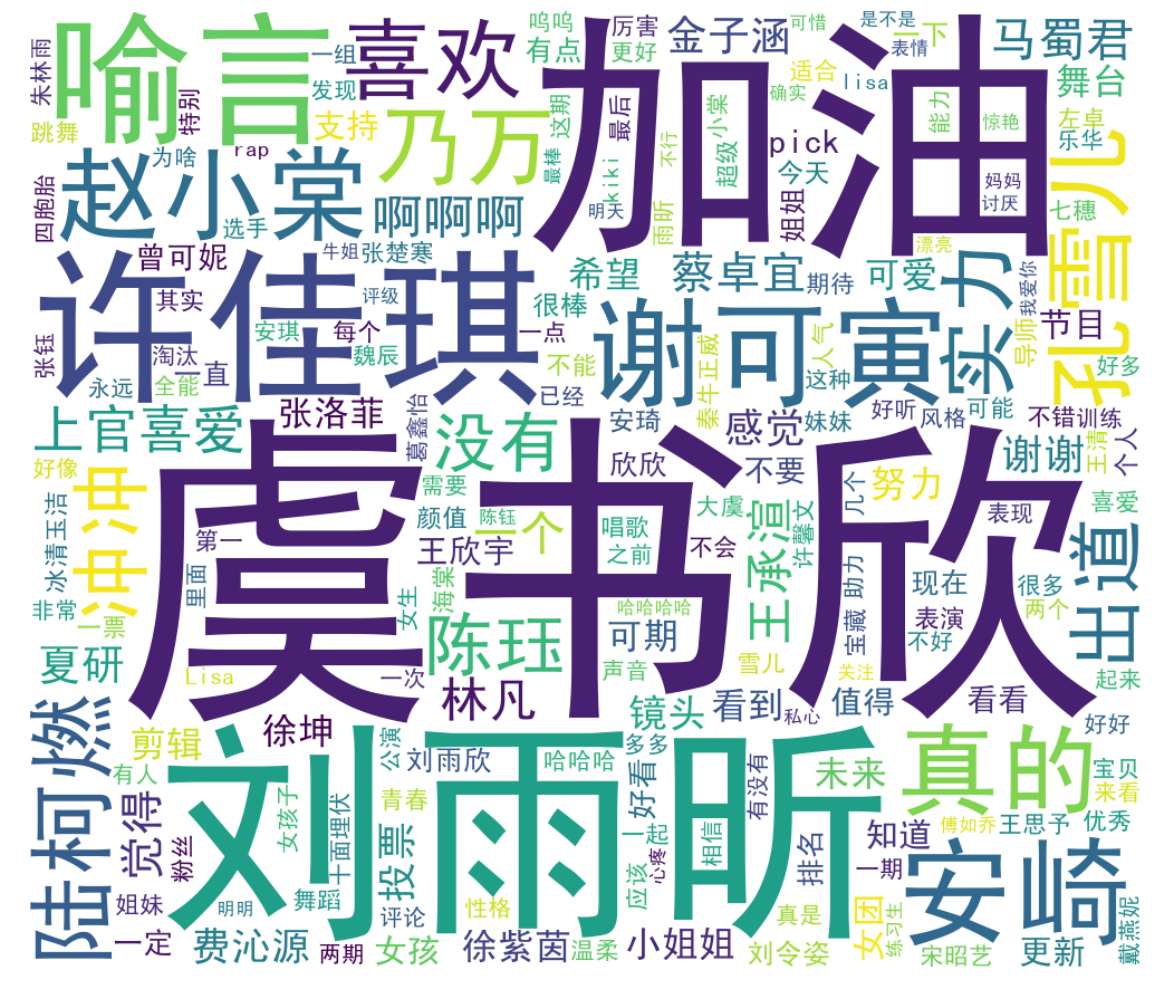 朱林雨
喻言
一组
喜欢
呜呜
厉害
可惜
是不是
有点
更好
金子涵
一下
表情
马蜀君
发现
适合
lisa
舞台
跳舞
特别
支持
乃万
这期
最后
加油
确实
能力
惊艳
左卓
乐华
rap
为啥
最棒
kiki
不行
超级
小棠
pick
今天
妈妈
讨厌
四胞胎
赵小棠
选手
啊啊啊
明天
雨昕
姐姐
七穗
孔雪儿
曾可妮
牛姐
张楚寒
希望
蔡卓宜
期待
可爱
漂亮
实力
我爱你
其实
评级
很棒
张钰
许佳琪
安琪
每个
一点
谢可寅
导师
节目
淘汰
一直
魏辰
不能
秦牛正威
人气
这种
好多
永远
全能
已经
上官喜爱
张洛菲
葛鑫怡
没有
安琦
感觉
妹妹
好听
风格
可能
不错
训练
好像
欣欣
不要
谢谢
王清
个人
冰清玉洁
冲冲
需要
大虞
努力
几个
喜爱
第一
颜值
陈钰
一个
唱歌
之前
王承渲
许馨文
表现
里面
虞书欣
王欣宇
不会
助力
现在
很多
出道
非常
一票
女生
海棠
哈哈哈哈
宝藏
表演
两个
不好
夏研
陈珏
可期
Lisa
一次
声音
雪儿
关注
起来
林凡
镜头
看到
私心
值得
看看
陆柯燃
剪辑
徐坤
公演
刘雨欣
哈哈哈
多多
好看
有没有
未来
真的
好好
有人
宝贝
觉得
粉丝
女孩子
十面埋伏
青春
刘雨昕
一起
相信
来看
投票
应该
心疼
排名
知道
傅如乔
王思予
优秀
一期
安崎
姐妹
明明
舞蹈
评论
性格
真是
女团
练习生
一定
费沁源
两期
女孩
徐紫茵
温柔
小姐姐
刘令姿
宋昭艺
更新
戴燕妮